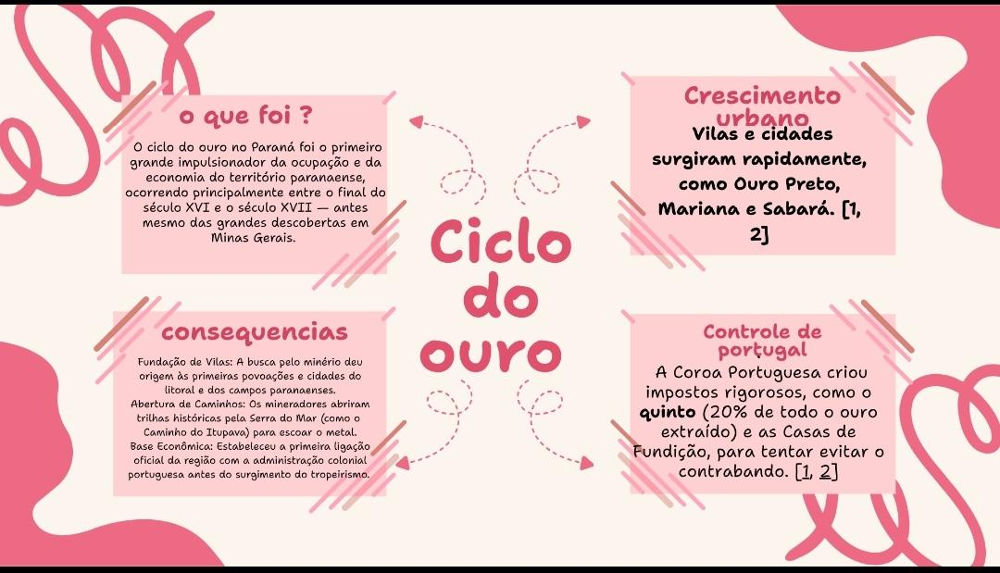 o que foi ?
O ciclo do ouro no Paraná foi o primeiro
grande impulsionador da ocupação e da
economia do território paranaense,
ocorrendo principalmente entre o final do
século XVI e o século XVII — antes
mesmo das grandes descobertas em
Minas Gerais.
Crescimento
urbano
Vilas e cidades
surgiram rapidamente,
como Ouro Preto,
Mariana e Sabará. [1,
2]
Ciclo
do
ouro
consequencias
Fundação de Vilas: A busca pelo minério deu
origem às primeiras povoações e cidades do
litoral e dos campos paranaenses.
Abertura de Caminhos: Os mineradores abriram
trilhas históricas pela Serra do Mar (como o
Caminho do Itupava) para escoar o metal.
Base Econômica: Estabeleceu a primeira ligação
oficial da região com a administração colonial
portuguesa antes do surgimento do tropeirismo.
Controle de
portugal
.
A Coroa Portuguesa criou
impostos rigorosos, como o
quinto (20% de todo o ouro
extraído) e as Casas de
Fundição, para tentar evitar o
contrabando. [1, 2]